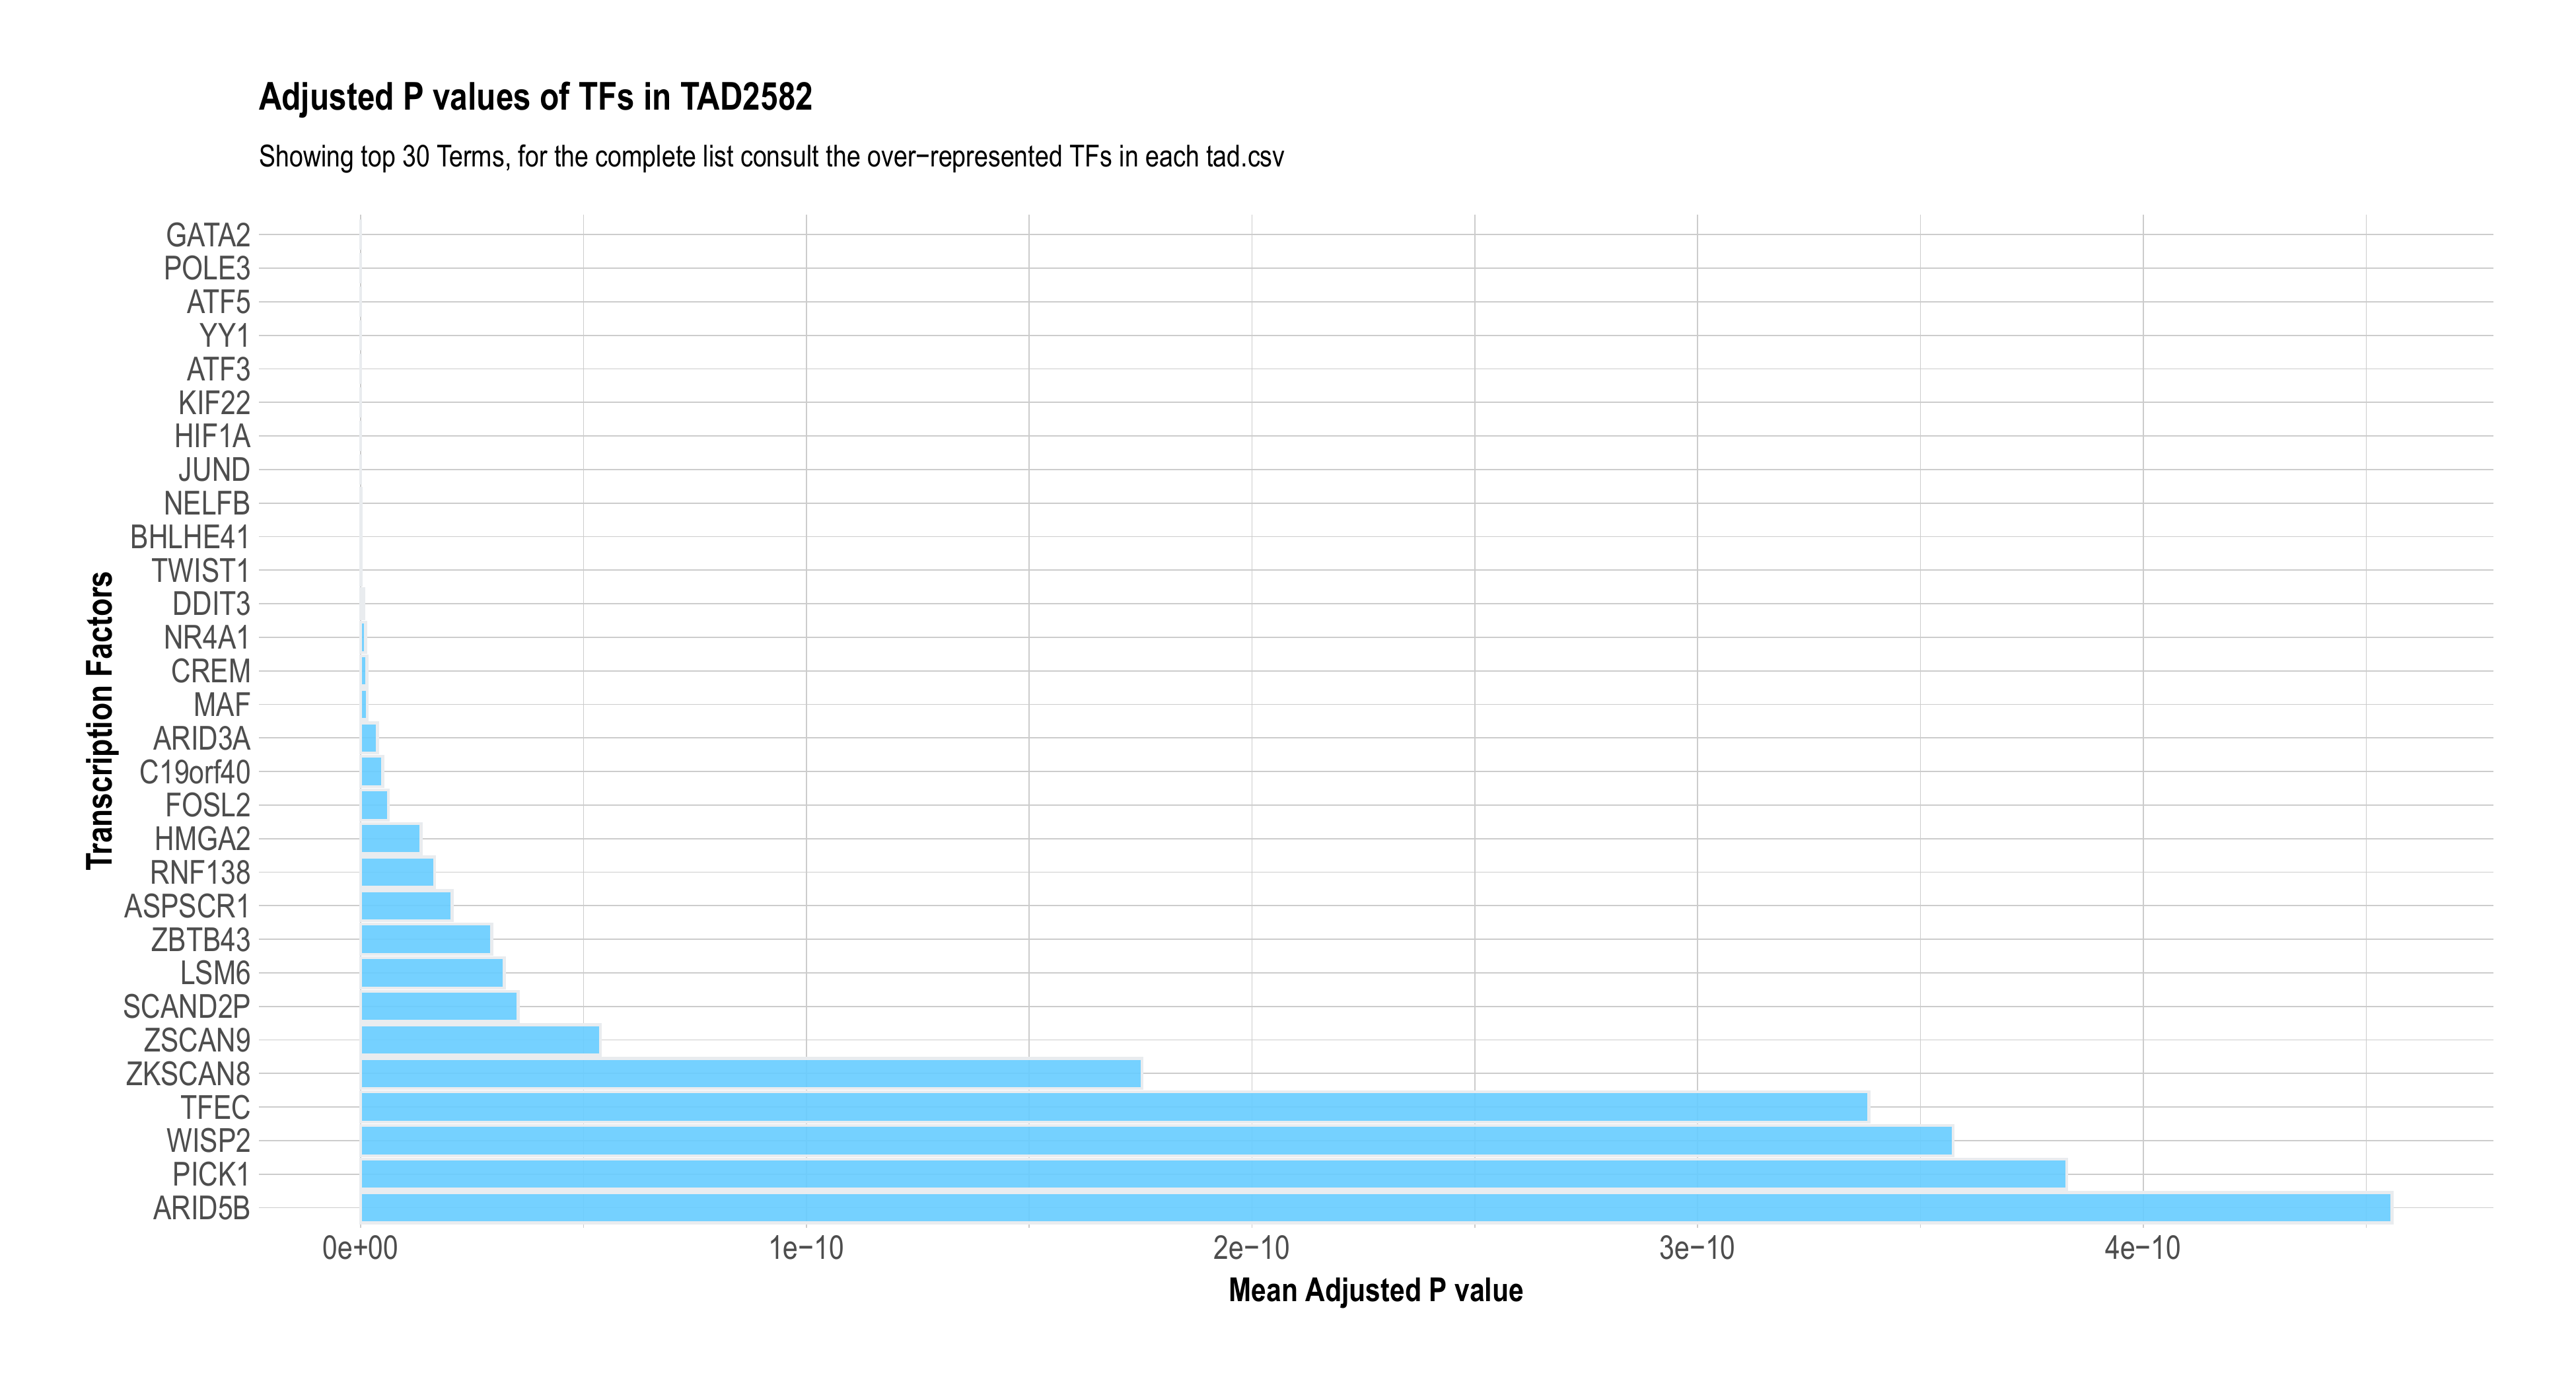 Adjusted P values of TFs in TAD2582
Showing top 30 Terms, for the complete list consult the over−represented TFs in each tad.csv
Transcription Factors
GATA2
POLE3
ATF5
YY1
ATF3
KIF22
HIF1A
JUND
NELFB
BHLHE41
TWIST1
DDIT3
NR4A1
CREM
MAF
ARID3A
C19orf40
FOSL2
HMGA2
RNF138
ASPSCR1
ZBTB43
LSM6
SCAND2P
ZSCAN9
ZKSCAN8
TFEC
WISP2
PICK1
ARID5B
0e+00 1e−10 2e−10 3e−10 4e−10
Mean Adjusted P value